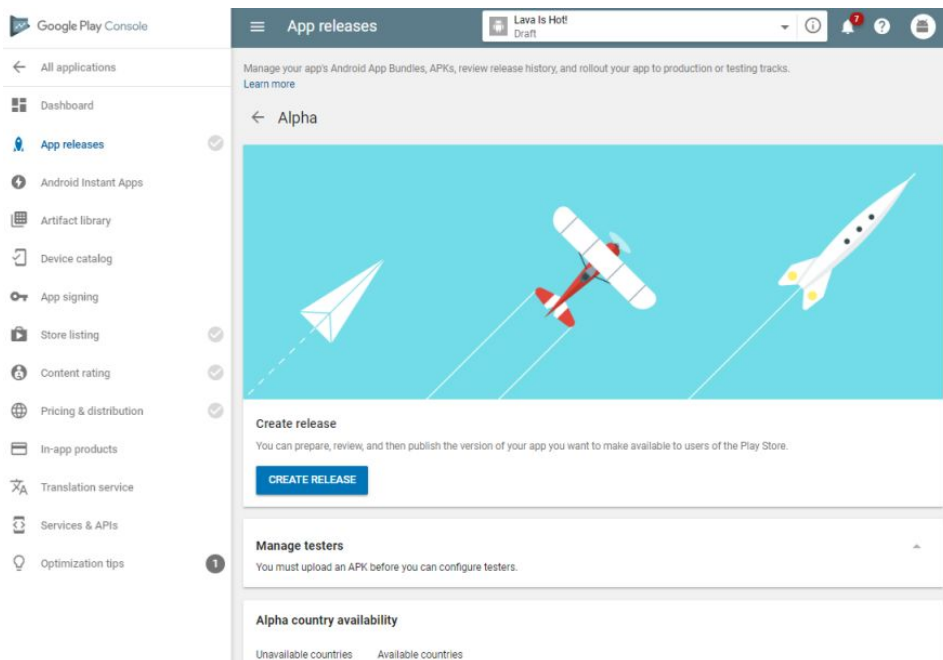 Google Play Console
App releases
Lava Is Hot!
Draft
7
All applications
Dashboard
App releases
Android Instant Apps
Artifact library
Device catalog
App signing
Store listing
Content rating
Pricing & distribution
In-app products
Translation service
Services & APIs
Optimization tips
1
Manage your app's Android App Bundles, APKs, review release history, and rollout your app to production or testing tracks.
Learn more
Alpha
Create release
You can prepare, review, and then publish the version of your app you want to make available to users of the Play Store.
CREATE RELEASE
Manage testers
You must upload an APK before you can configure testers.
Alpha country availability
Unavailable countries Available countries